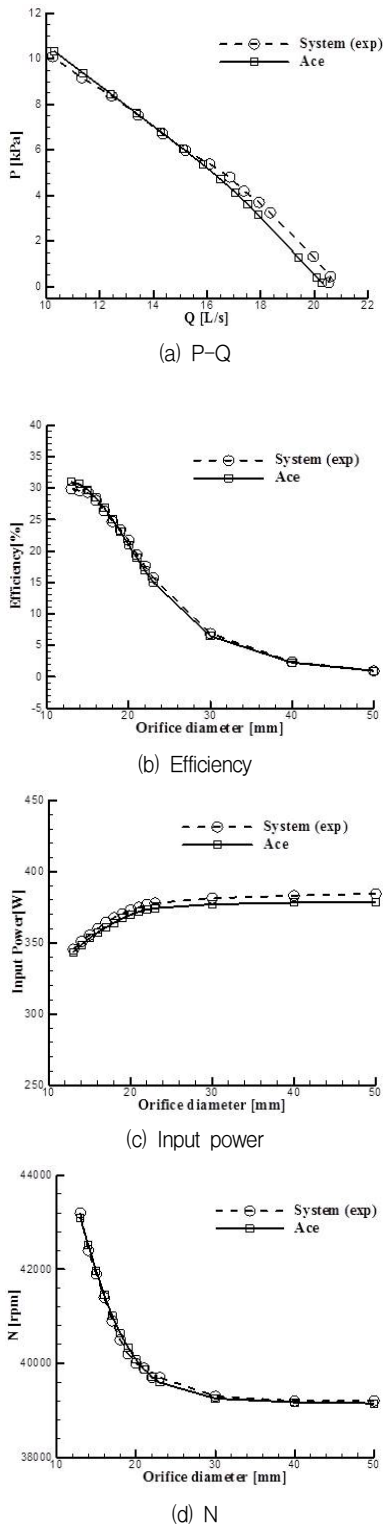 12
10
8
6
4
2
0
P [kPa]
System (exp)
Ace
10 12 14 16 18 20 22
Q [L/s]
(a) P-Q
40
35
30
25
20
15
10
5
0
-5
Efficiency[%]
System (exp)
Ace
10 20 30 40 50
Orifice diameter [mm]
(b) Efficiency
450
400
350
300
250
Input Power[W]
System (exp)
Ace
10 20 30 40 50
Orifice diameter [mm]
(c) Input power
44000
42000
40000
38000
N [rpm]
System (exp)
Ace
10 20 30 40 50
Orifice diameter [mm]
(d) N